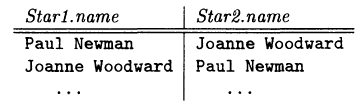 Star1.name Star2.name
Paul Newman Joanne Woodward
Joanne Woodward Paul Newman
... ...